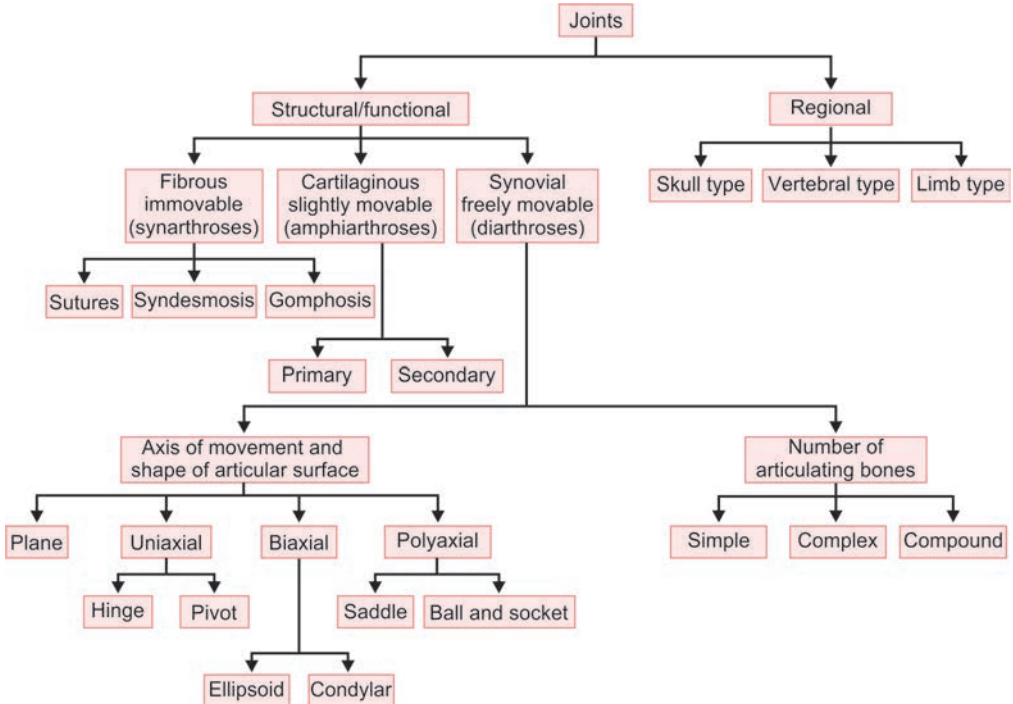 Joints
Structural/functional
Regional
Fibrous
immovable
(synarthroses)
Cartilaginous
slightly movable
(amphiarthroses)
Synovial
freely movable
(diarthroses)
Skull type
Vertebral type
Limb type
Sutures
Syndesmosis
Gomphosis
Primary
Secondary
Axis of movement and
shape of articular surface
Number of
articulating bones
Plane
Uniaxial
Biaxial
Polyaxial
Simple
Complex
Compound
Hinge
Pivot
Saddle
Ball and socket
Ellipsoid
Condylar